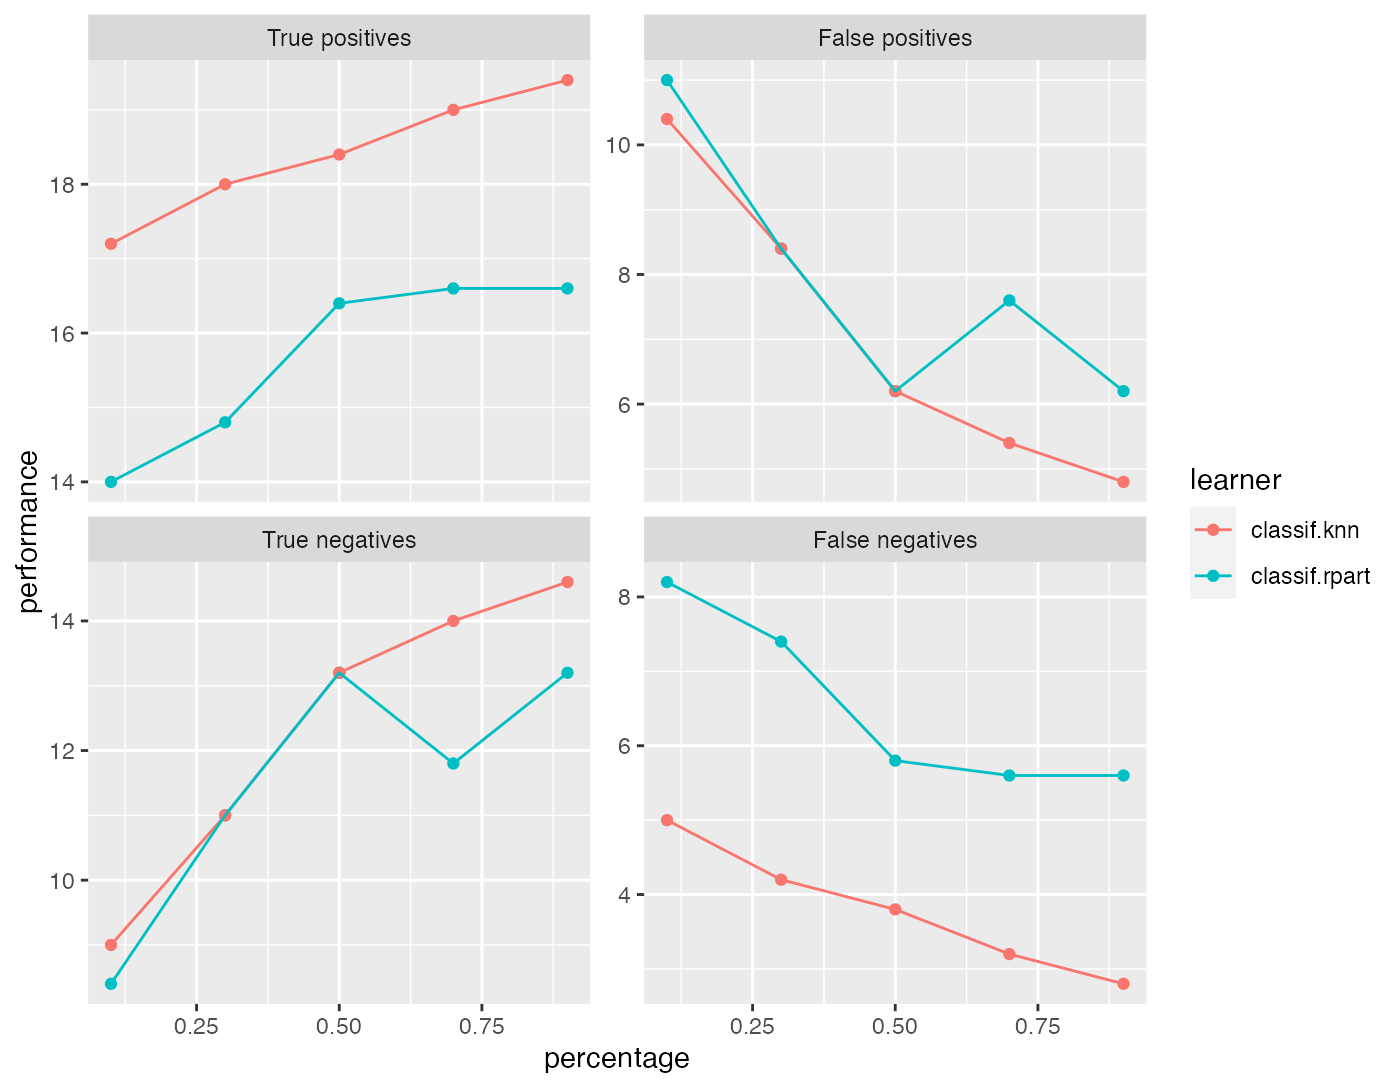 True positives
False positives
18
16
14
10
8
6
True negatives
False negatives
14
12
10
8
6
4
0.25
0.50
0.75
0.25
0.50
0.75
percentage
performance
learner
classif.knn
classif.rpart